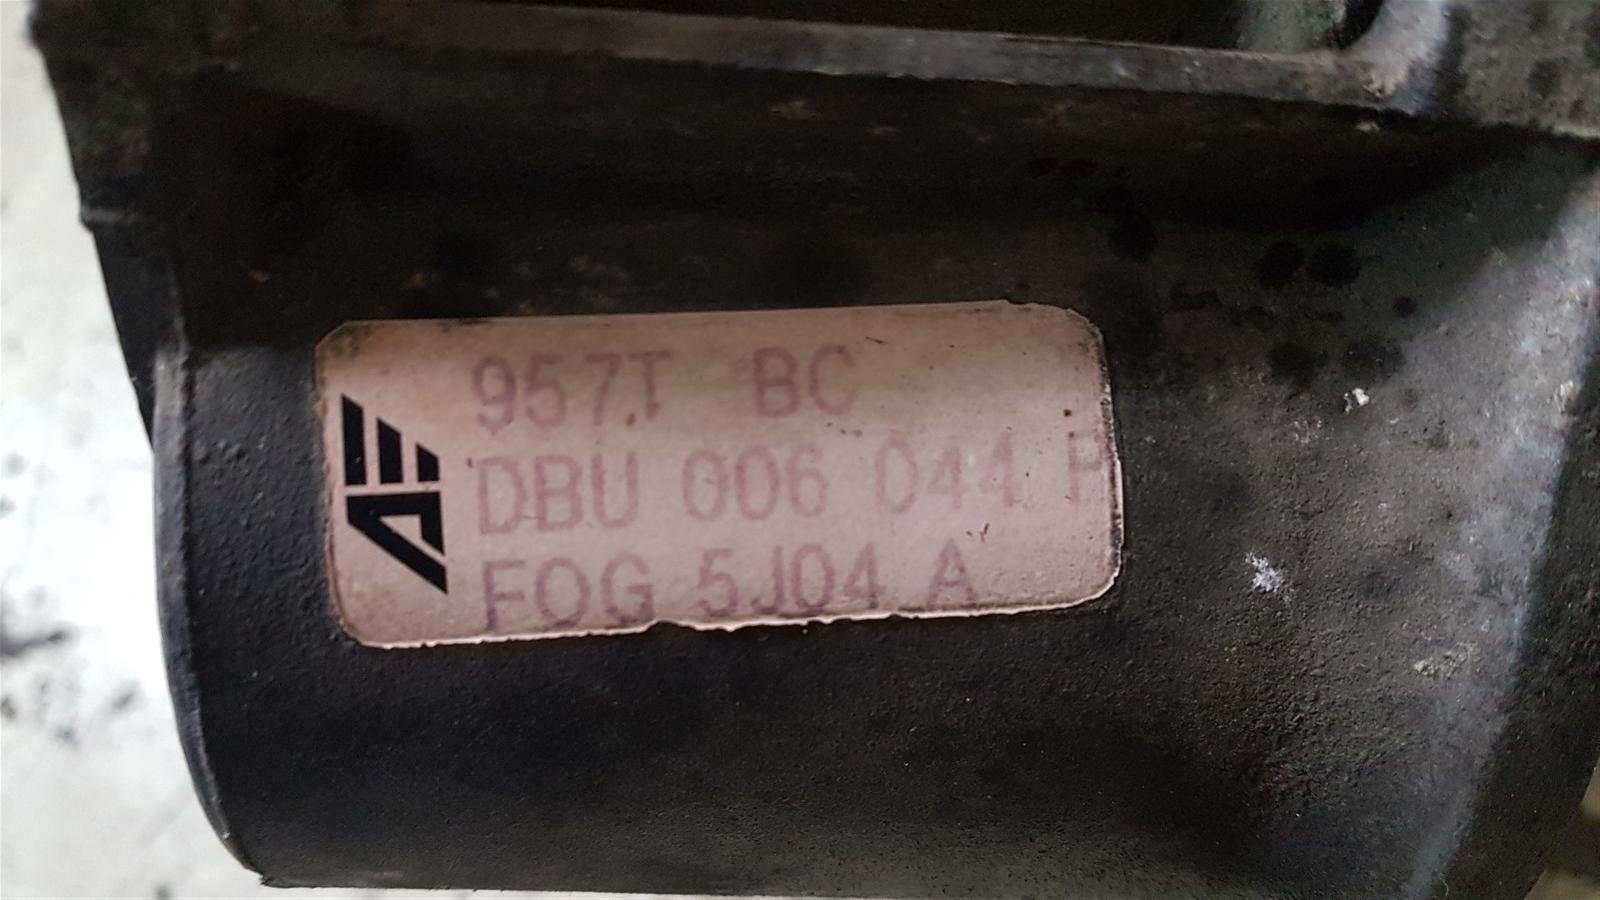 957T BC
DBU 006 044 P
FOG 5J04 A